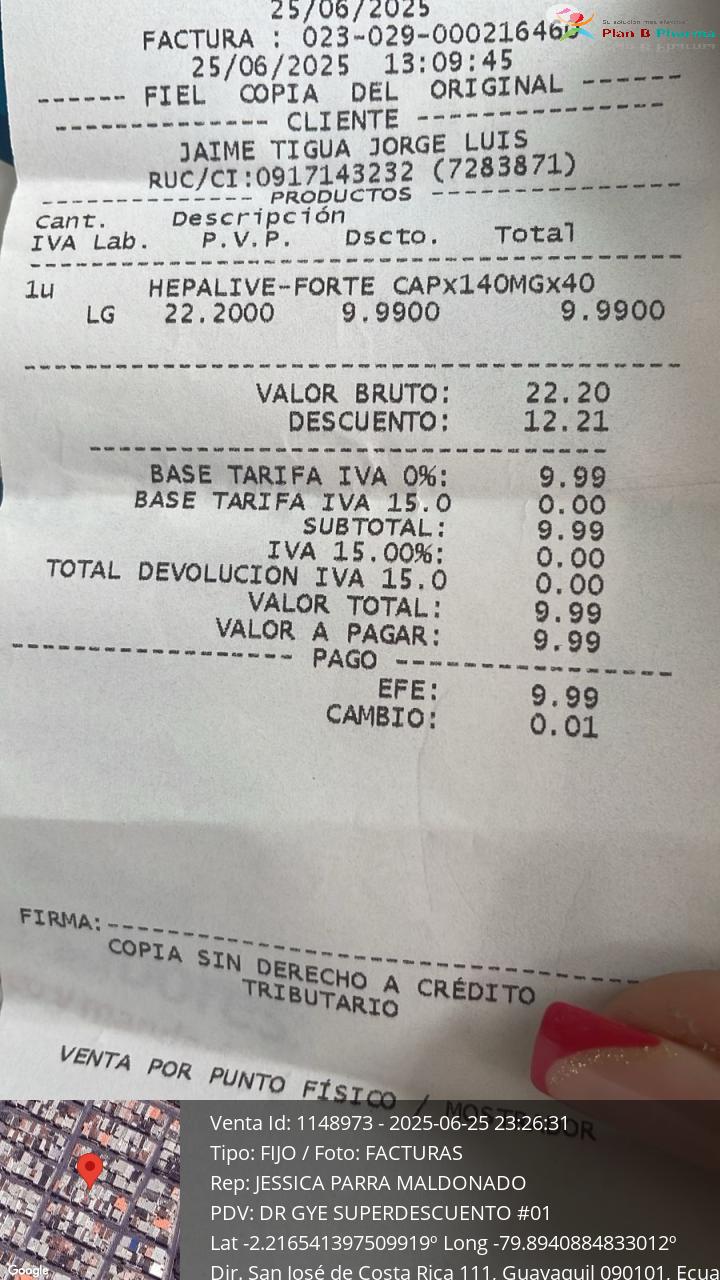 25/06/2025
Su solución más efectiva
Plan B Pharma
FACTURA : 023-029-00021646
25/06/2025 13:09:45
------ FIEL COPIA DEL ORIGINAL ------
-------------- CLIENTE ----------------
JAIME TIGUA JORGE LUIS
RUC/CI:0917143232 (7283871)
--------------- PRODUCTOS ---------------
Cant. Descripción
IVA Lab. P.V.P. Dscto. Total
1u HEPALIVE-FORTE CAPx140MGx40
LG 22.2000 9.9900 9.9900
VALOR BRUTO: 22.20
DESCUENTO: 12.21
BASE TARIFA IVA 0%: 9.99
BASE TARIFA IVA 15.0 0.00
SUBTOTAL: 9.99
IVA 15.00%: 0.00
TOTAL DEVOLUCION IVA 15.0 0.00
VALOR TOTAL: 9.99
VALOR A PAGAR: 9.99
----------------- PAGO -----------------
EFE: 9.99
CAMBIO: 0.01
FIRMA:--------------------------------
COPIA SIN DERECHO A CRÉDITO
TRIBUTARIO
VENTA POR PUNTO FÍSICO / MOSTRADOR
Venta Id: 1148973 - 2025-06-25 23:26:31
Tipo: FIJO / Foto: FACTURAS
Rep: JESSICA PARRA MALDONADO
PDV: DR GYE SUPERDESCUENTO #01
Lat -2.216541397509919º Long -79.8940884833012º
Dir. San José de Costa Rica 111, Guayaquil 090101, Ecua
Google